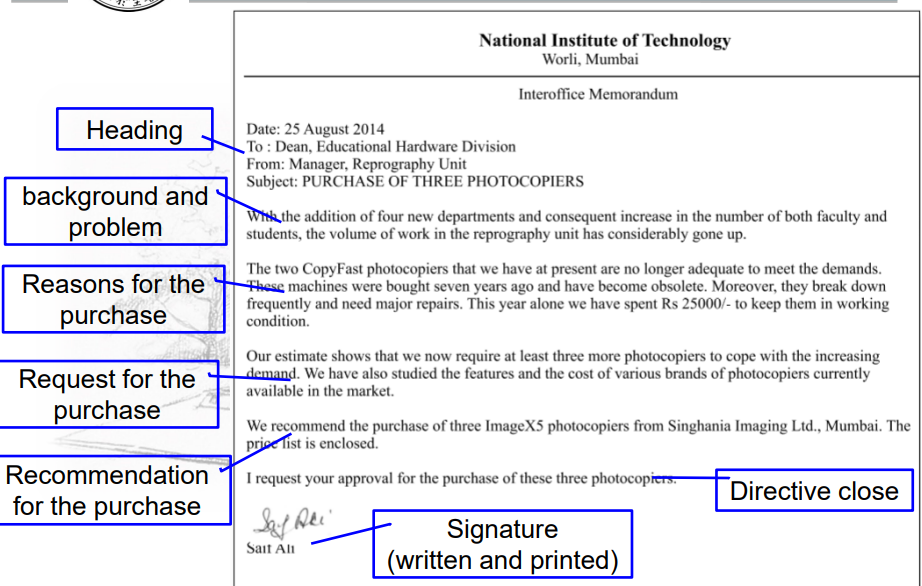 National Institute of Technology
Worli, Mumbai
Interoffice Memorandum
Heading
Date: 25 August 2014
To : Dean, Educational Hardware Division
From: Manager, Reprography Unit
Subject: PURCHASE OF THREE PHOTOCOPIERS
background and
problem
With the addition of four new departments and consequent increase in the number of both faculty and
students, the volume of work in the reprography unit has considerably gone up.
Reasons for the
purchase
The two CopyFast photocopiers that we have at present are no longer adequate to meet the demands.
These machines were bought seven years ago and have become obsolete. Moreover, they break down
frequently and need major repairs. This year alone we have spent Rs 25000/- to keep them in working
condition.
Request for the
purchase
Our estimate shows that we now require at least three more photocopiers to cope with the increasing
demand. We have also studied the features and the cost of various brands of photocopiers currently
available in the market.
Recommendation
for the purchase
We recommend the purchase of three ImageX5 photocopiers from Singhania Imaging Ltd., Mumbai. The
price list is enclosed.
I request your approval for the purchase of these three photocopiers.
Directive close
Saif Ali
Signature
(written and printed)